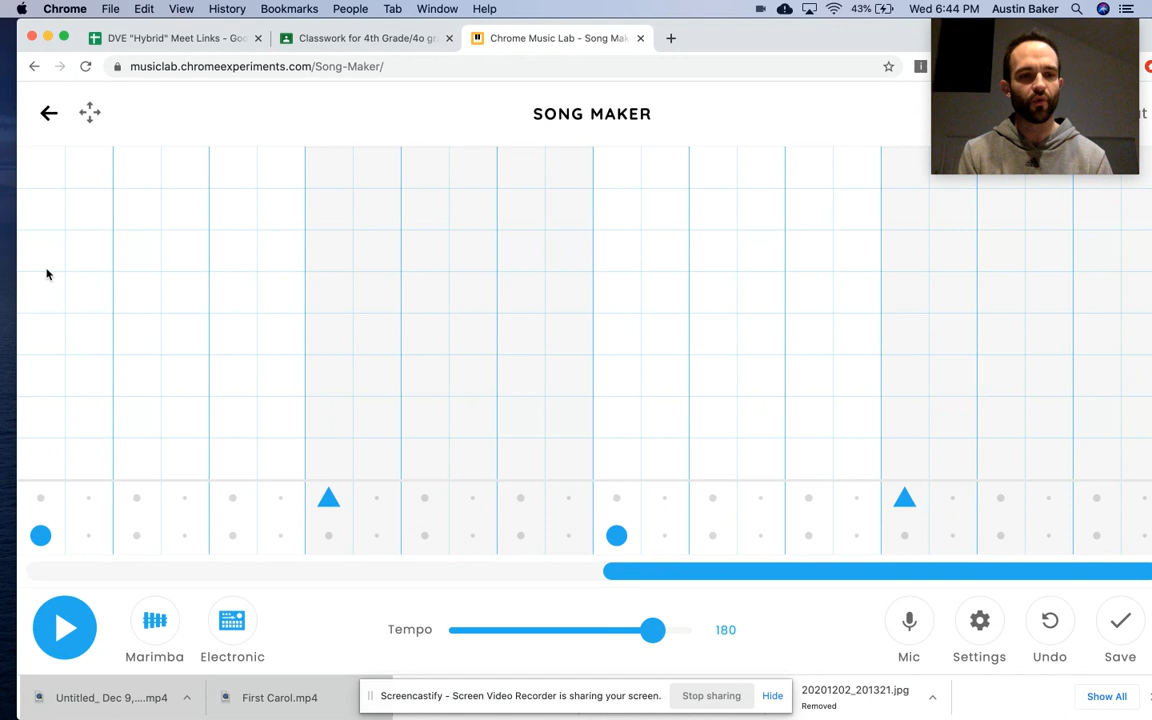 Chrome File Edit View History Bookmarks People Tab Window Help 43% Wed 6:44 PM Austin Baker
DVE "Hybrid" Meet Links - Goo Classwork for 4th Grade/4o gra Chrome Music Lab - Song Mak
musiclab.chromeexperiments.com/Song-Maker/
SONG MAKER
Tempo 180
Marimba Electronic Mic Settings Undo Save
Untitled_ Dec 9,....mp4 First Carol.mp4 Screencastify - Screen Video Recorder is sharing your screen. Stop sharing Hide 20201202_201321.jpg Show All
Removed